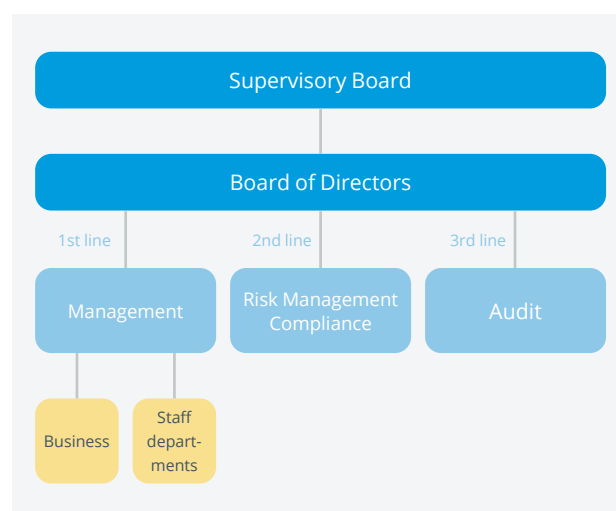 Supervisory Board
Board of Directors
1st line
2nd line
3rd line
Management
Risk Management
Compliance
Audit
Business
Staff
depart-
ments